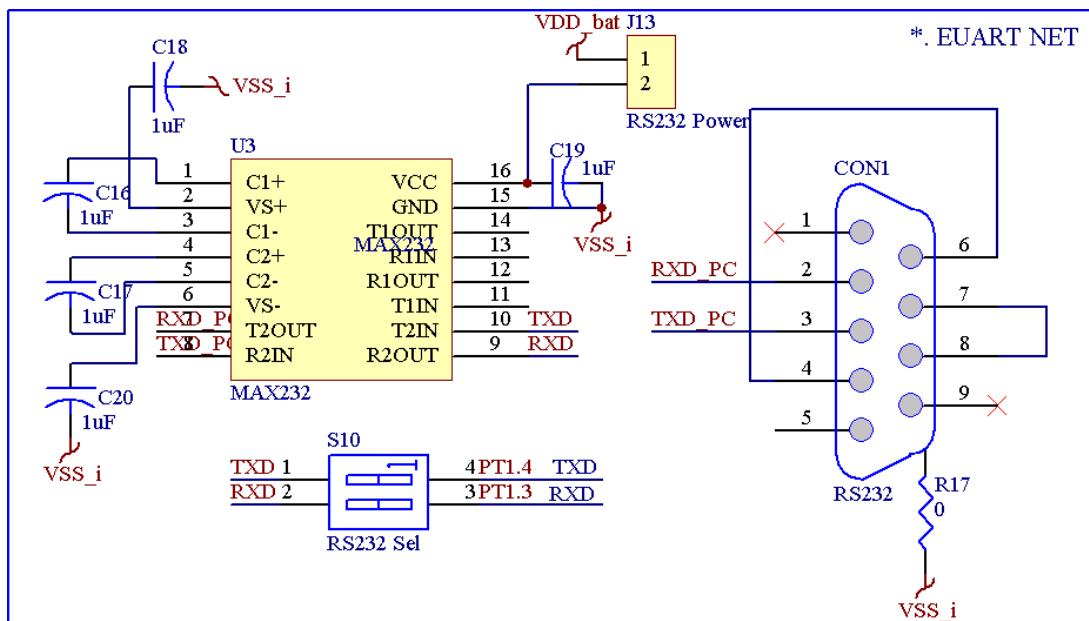 *. EUART NET
VDD_bat
J13
1
2
RS232 Power
C18
1uF
VSS_i
U3
C16
1uF
C17
1uF
C20
1uF
VSS_i
1 C1+ VCC 16
2 VS+ GND 15
3 C1- T1OUT 14
MAX232
4 C2+ R1IN 13
5 C2- R1OUT 12
6 VS- T1IN 11
RXD_PC 7 T2OUT T2IN 10 TXD
TXD_PC 8 R2IN R2OUT 9 RXD
MAX232
C19
1uF
VSS_i
S10
TXD 1 4 PT1.4 TXD
RXD 2 3 PT1.3 RXD
RS232 Sel
CON1
1
6
RXD_PC 2
7
TXD_PC 3
8
4
9
5
RS232
R17
0
VSS_i